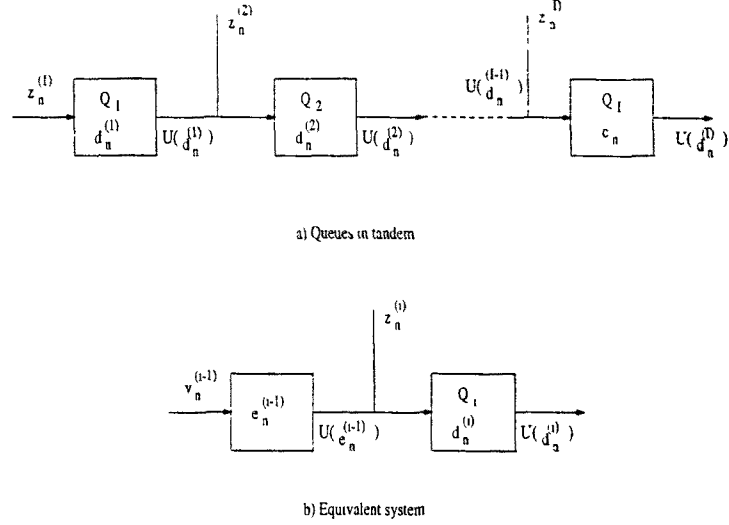 z_n^(1)
Q_1
d_n^(1)
U(d_n^(1))
z_n^(2)
Q_2
d_n^(2)
U(d_n^(2))
U(d_n^(I-1))
z_n^I)
Q_I
c_n
U(d_n^(I))
a) Queues in tandem
v_n^(i-1)
e_n^(i-1)
U(e_n^(i-1))
z_n^(i)
Q_i
d_n^(i)
U(d_n^(i))
b) Equivalent system